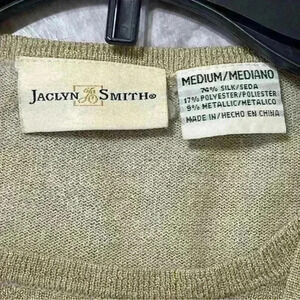 JACLYN JS SMITH®
MEDIUM/MEDIANO
74% SILK/SEDA
17% POLYESTER/POLIESTER
9% METALLIC/METALICO
MADE IN/HECHO EN CHINA